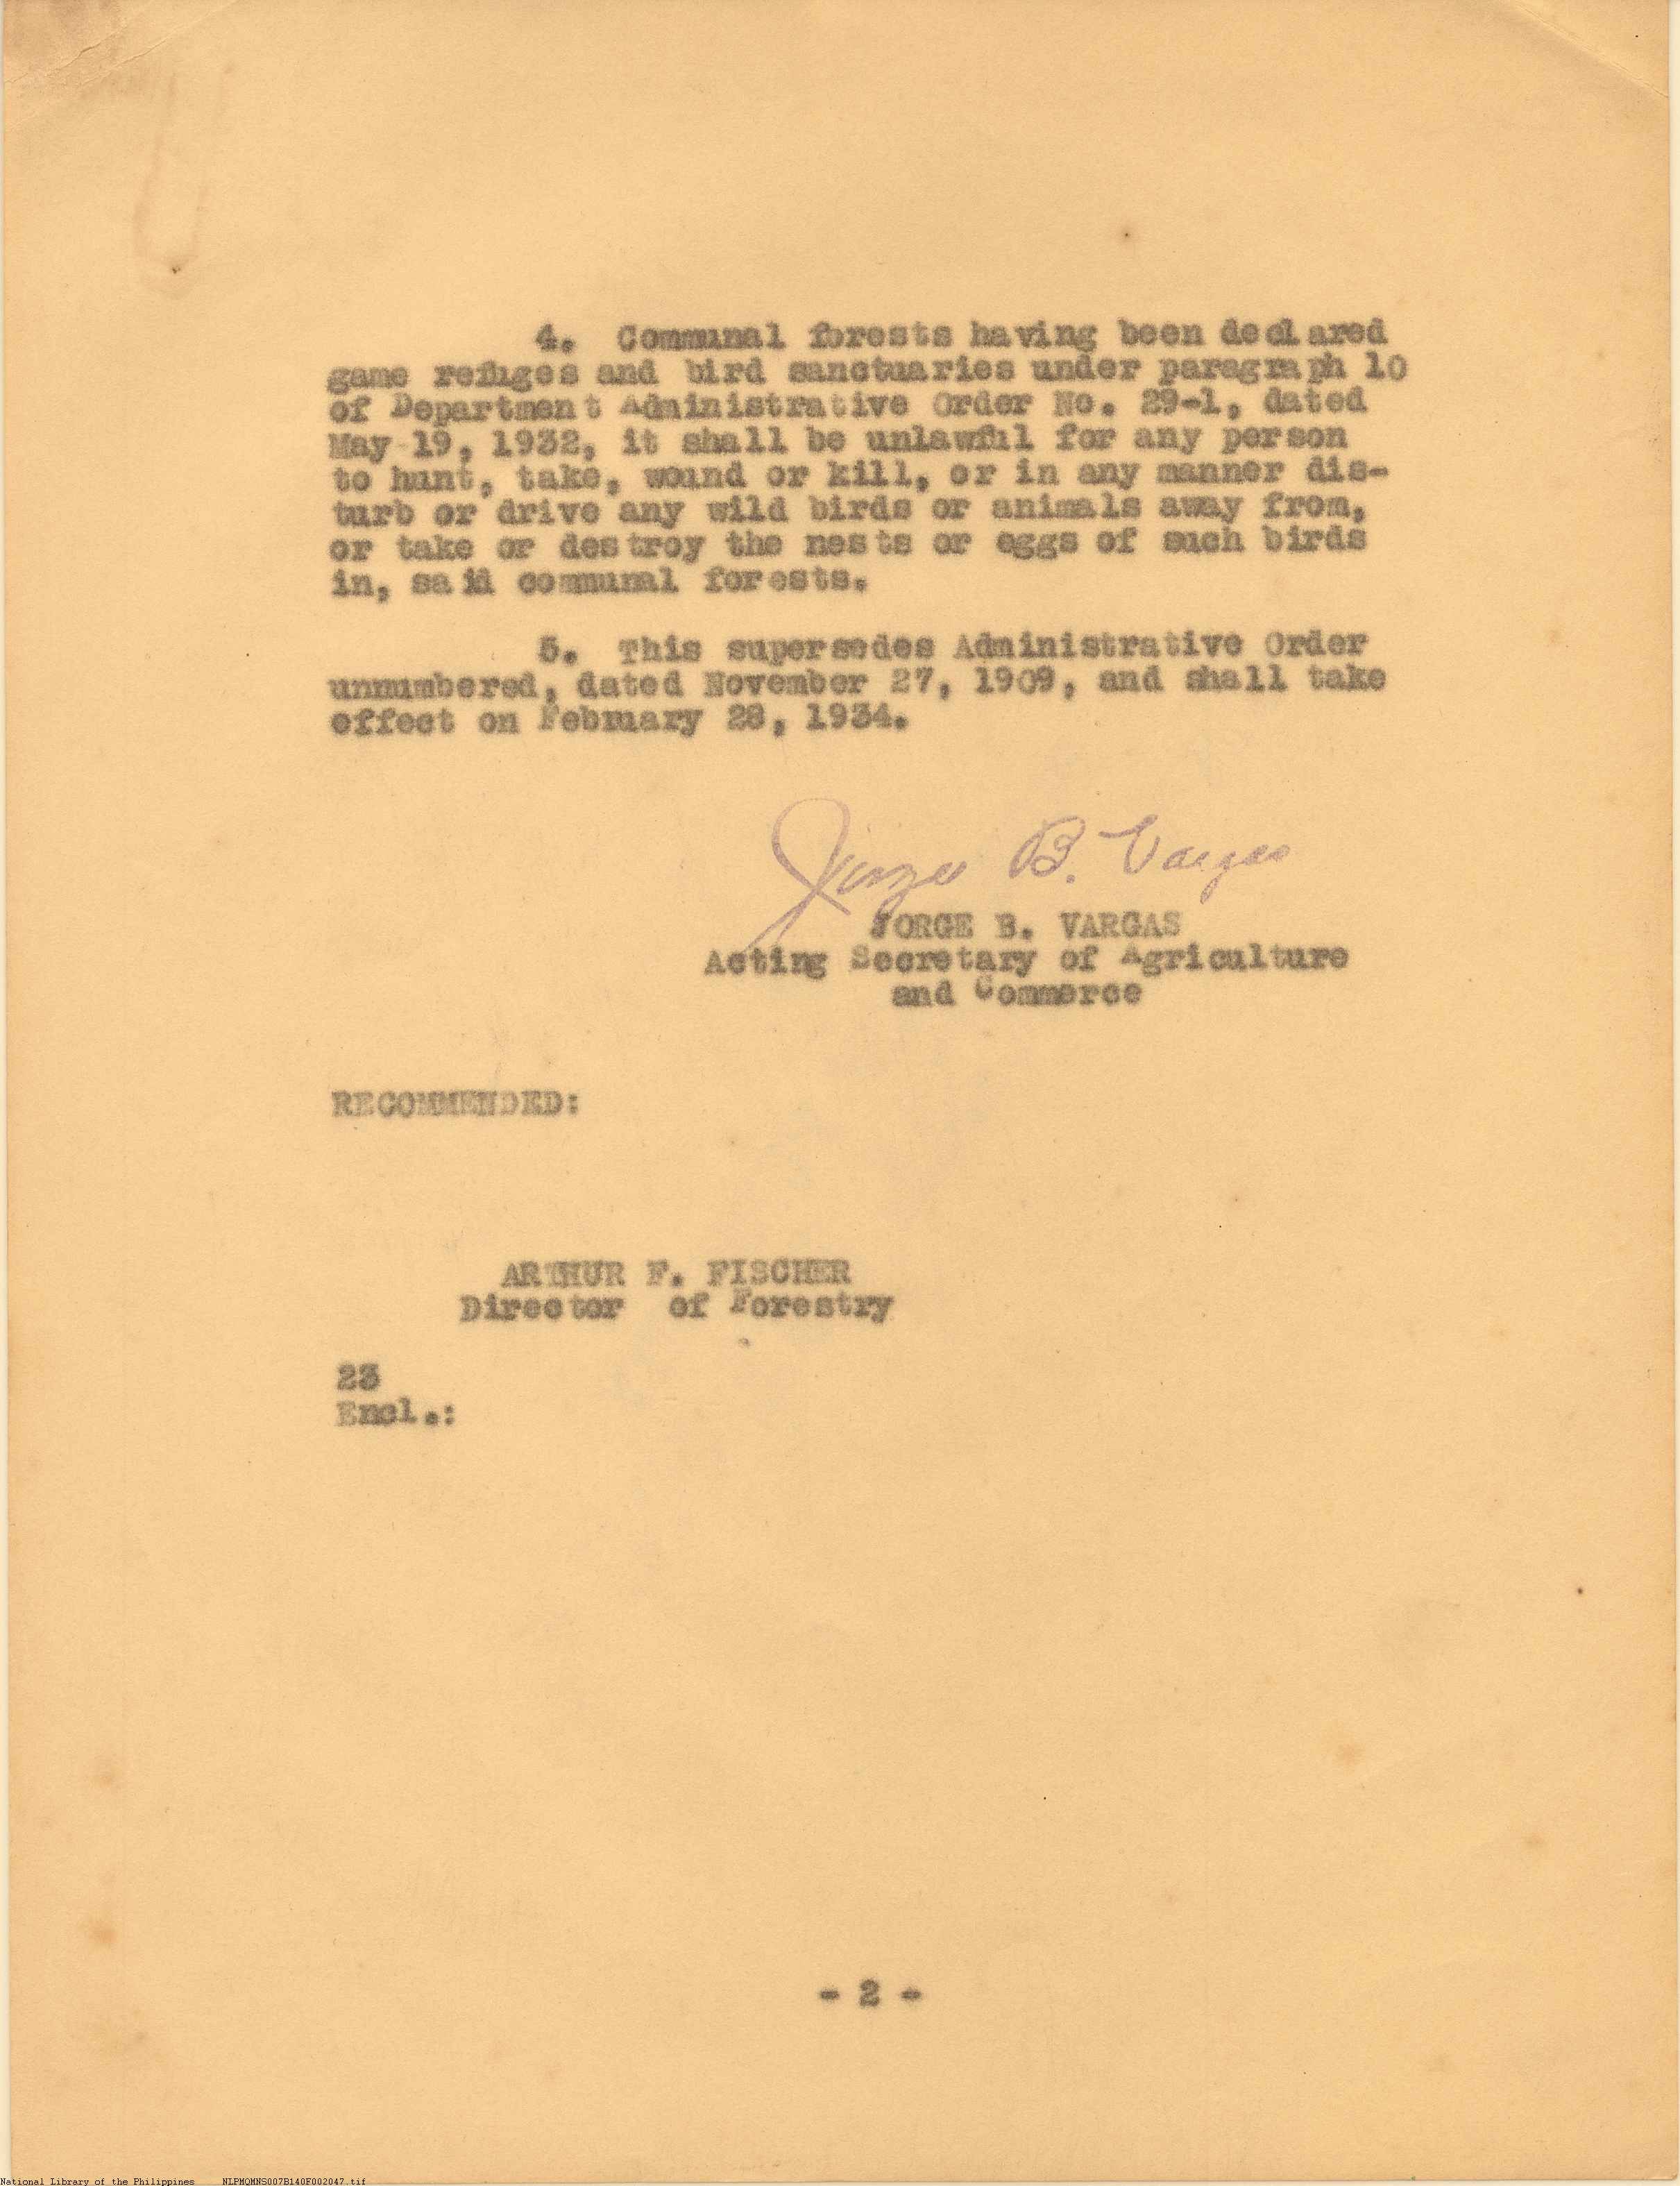 4. Communal forests having been declared
game refuges and bird sanctuaries under paragraph 10
of Department Administrative Order No. 29-1, dated
May 19, 1932, it shall be unlawful for any person
to hunt, take, wound or kill, or in any manner dis-
turb or drive any wild birds or animals away from,
or take or destroy the nests or eggs of such birds
in, said communal forests.
5. This supersedes Administrative Order
unnumbered, dated November 27, 1909, and shall take
effect on February 28, 1934.
Jorge B. Vargas
JORGE B. VARGAS
Acting Secretary of Agriculture
and Commerce
RECOMMENDED:
ARTHUR F. FISCHER
Director of Forestry
23
Encl.:
- 2 -
National Library of the Philippines NLPMQMNS007B140F002047.tif